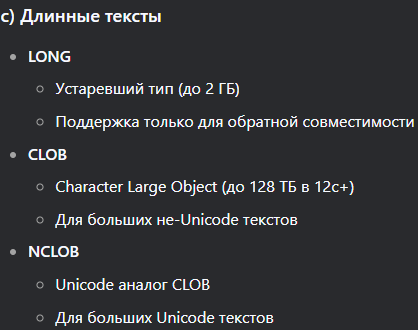 c) Длинные тексты
LONG
Устаревший тип (до 2 ГБ)
Поддержка только для обратной совместимости
CLOB
Character Large Object (до 128 ТБ в 12c+)
Для больших не-Unicode текстов
NCLOB
Unicode аналог CLOB
Для больших Unicode текстов